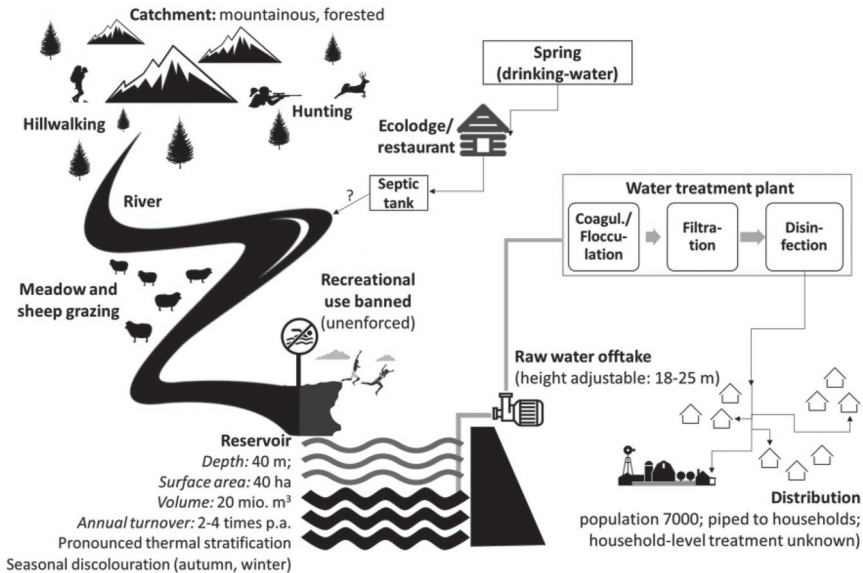 Catchment: mountainous, forested
Hillwalking
Hunting
Spring
(drinking-water)
Ecolodge/
restaurant
Septic
tank
?
River
Water treatment plant
Coagul./
Floccu-
lation
Filtra-
tion
Disin-
fection
Meadow and
sheep grazing
Recreational
use banned
(unenforced)
Raw water offtake
(height adjustable: 18-25 m)
Reservoir
Depth: 40 m;
Surface area: 40 ha
Volume: 20 mio. m³
Annual turnover: 2-4 times p.a.
Pronounced thermal stratification
Seasonal discolouration (autumn, winter)
Distribution
population 7000; piped to households;
household-level treatment unknown)